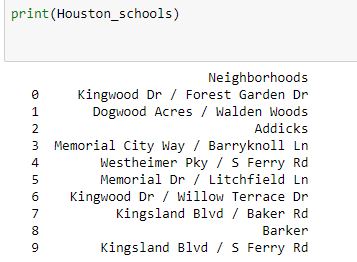 print(Houston_schools)
Neighborhoods
0 Kingwood Dr / Forest Garden Dr
1 Dogwood Acres / Walden Woods
2 Addicks
3 Memorial City Way / Barryknoll Ln
4 Westheimer Pky / S Ferry Rd
5 Memorial Dr / Litchfield Ln
6 Kingwood Dr / Willow Terrace Dr
7 Kingsland Blvd / Baker Rd
8 Barker
9 Kingsland Blvd / S Ferry Rd